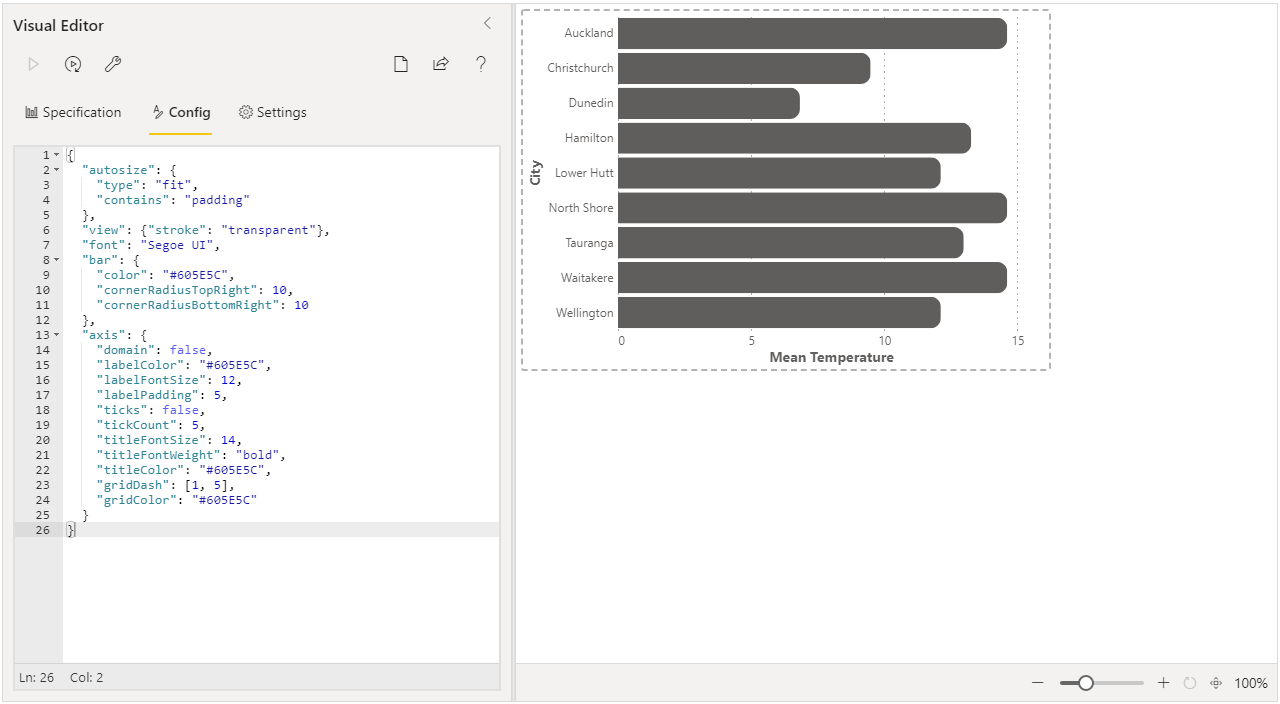 Visual Editor
Specification Config Settings
1 {
2 "autosize": {
3 "type": "fit",
4 "contains": "padding"
5 },
6 "view": {"stroke": "transparent"},
7 "font": "Segoe UI",
8 "bar": {
9 "color": "#605E5C",
10 "cornerRadiusTopRight": 10,
11 "cornerRadiusBottomRight": 10
12 },
13 "axis": {
14 "domain": false,
15 "labelColor": "#605E5C",
16 "labelFontSize": 12,
17 "labelPadding": 5,
18 "ticks": false,
19 "tickCount": 5,
20 "titleFontSize": 14,
21 "titleFontWeight": "bold",
22 "titleColor": "#605E5C",
23 "gridDash": [1, 5],
24 "gridColor": "#605E5C"
25 }
26 }
Ln: 26 Col: 2
City
Auckland
Christchurch
Dunedin
Hamilton
Lower Hutt
North Shore
Tauranga
Waitakere
Wellington
0 5 10 15
Mean Temperature
100%